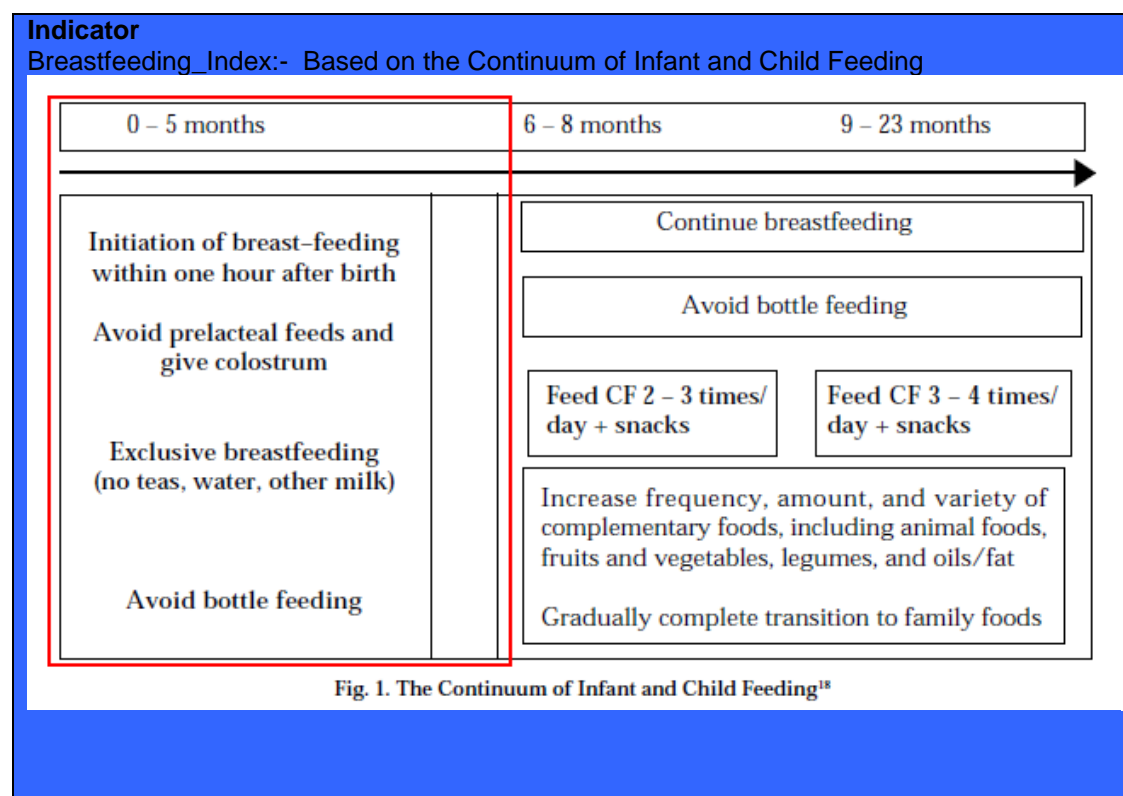 Indicator
Breastfeeding_Index:- Based on the Continuum of Infant and Child Feeding
0 – 5 months
6 – 8 months
9 – 23 months
Initiation of breast–feeding
within one hour after birth
Avoid prelacteal feeds and
give colostrum
Exclusive breastfeeding
(no teas, water, other milk)
Avoid bottle feeding
Continue breastfeeding
Avoid bottle feeding
Feed CF 2 – 3 times/
day + snacks
Feed CF 3 – 4 times/
day + snacks
Increase frequency, amount, and variety of
complementary foods, including animal foods,
fruits and vegetables, legumes, and oils/fat
Gradually complete transition to family foods
Fig. 1. The Continuum of Infant and Child Feeding¹⁸